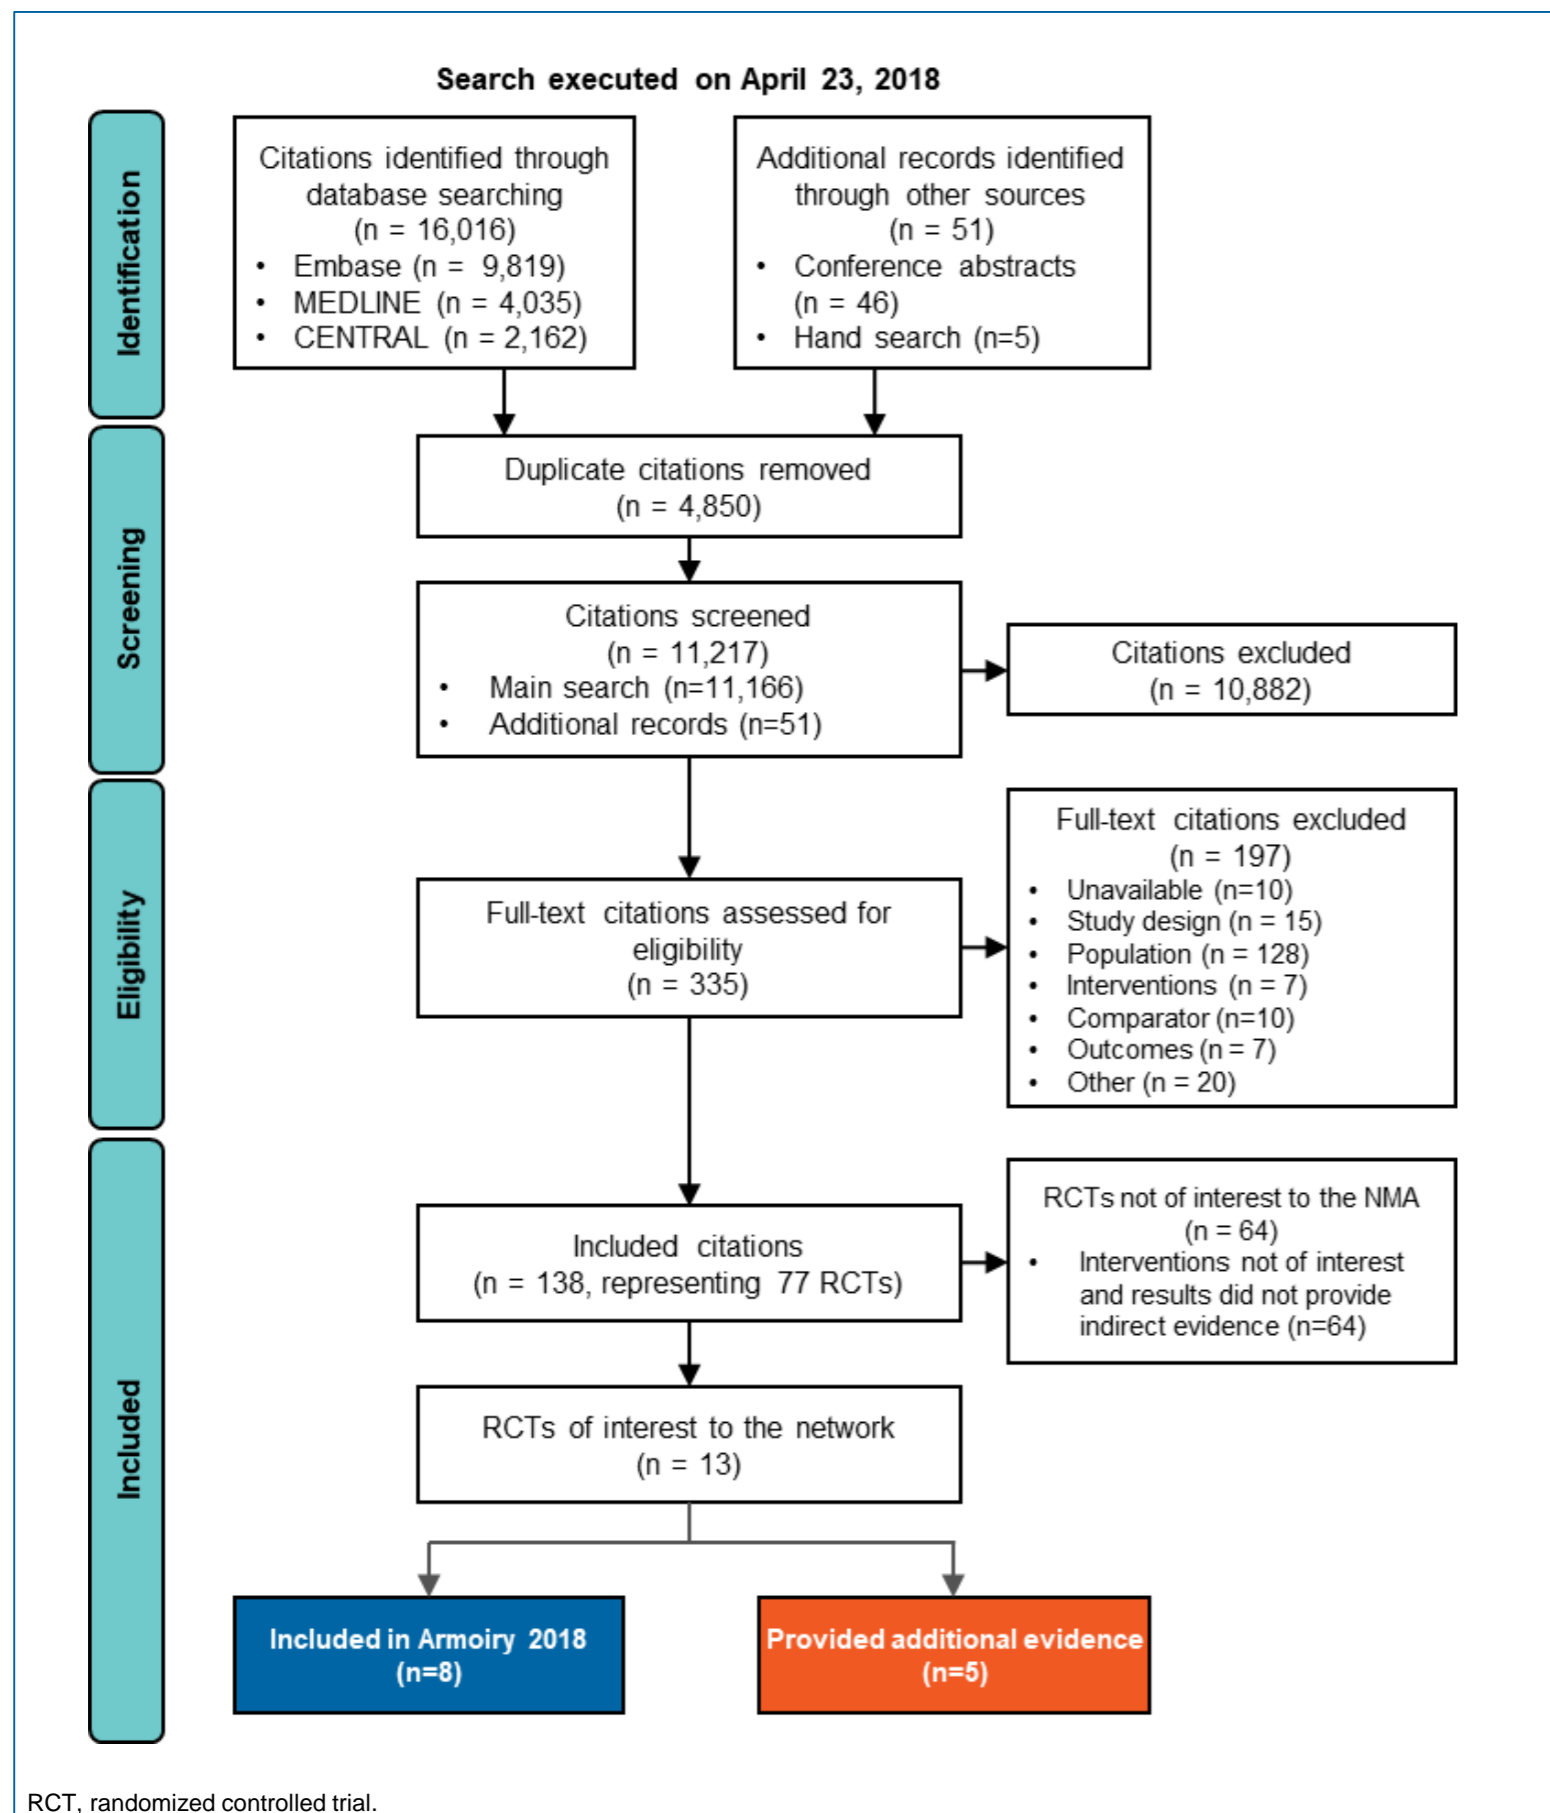 Search executed on April 23, 2018
Identification
Citations identified through
database searching
(n = 16,016)
• Embase (n = 9,819)
• MEDLINE (n = 4,035)
• CENTRAL (n = 2,162)
Additional records identified
through other sources
(n = 51)
• Conference abstracts
(n = 46)
• Hand search (n=5)
Screening
Duplicate citations removed
(n = 4,850)
Citations screened
(n = 11,217)
• Main search (n=11,166)
• Additional records (n=51)
Citations excluded
(n = 10,882)
Eligibility
Full-text citations assessed for
eligibility
(n = 335)
Full-text citations excluded
(n = 197)
• Unavailable (n=10)
• Study design (n = 15)
• Population (n = 128)
• Interventions (n = 7)
• Comparator (n=10)
• Outcomes (n = 7)
• Other (n = 20)
Included
Included citations
(n = 138, representing 77 RCTs)
RCTs not of interest to the NMA
(n = 64)
• Interventions not of interest
and results did not provide
indirect evidence (n=64)
RCTs of interest to the network
(n = 13)
Included in Armoiry 2018
(n=8)
Provided additional evidence
(n=5)
RCT, randomized controlled trial.